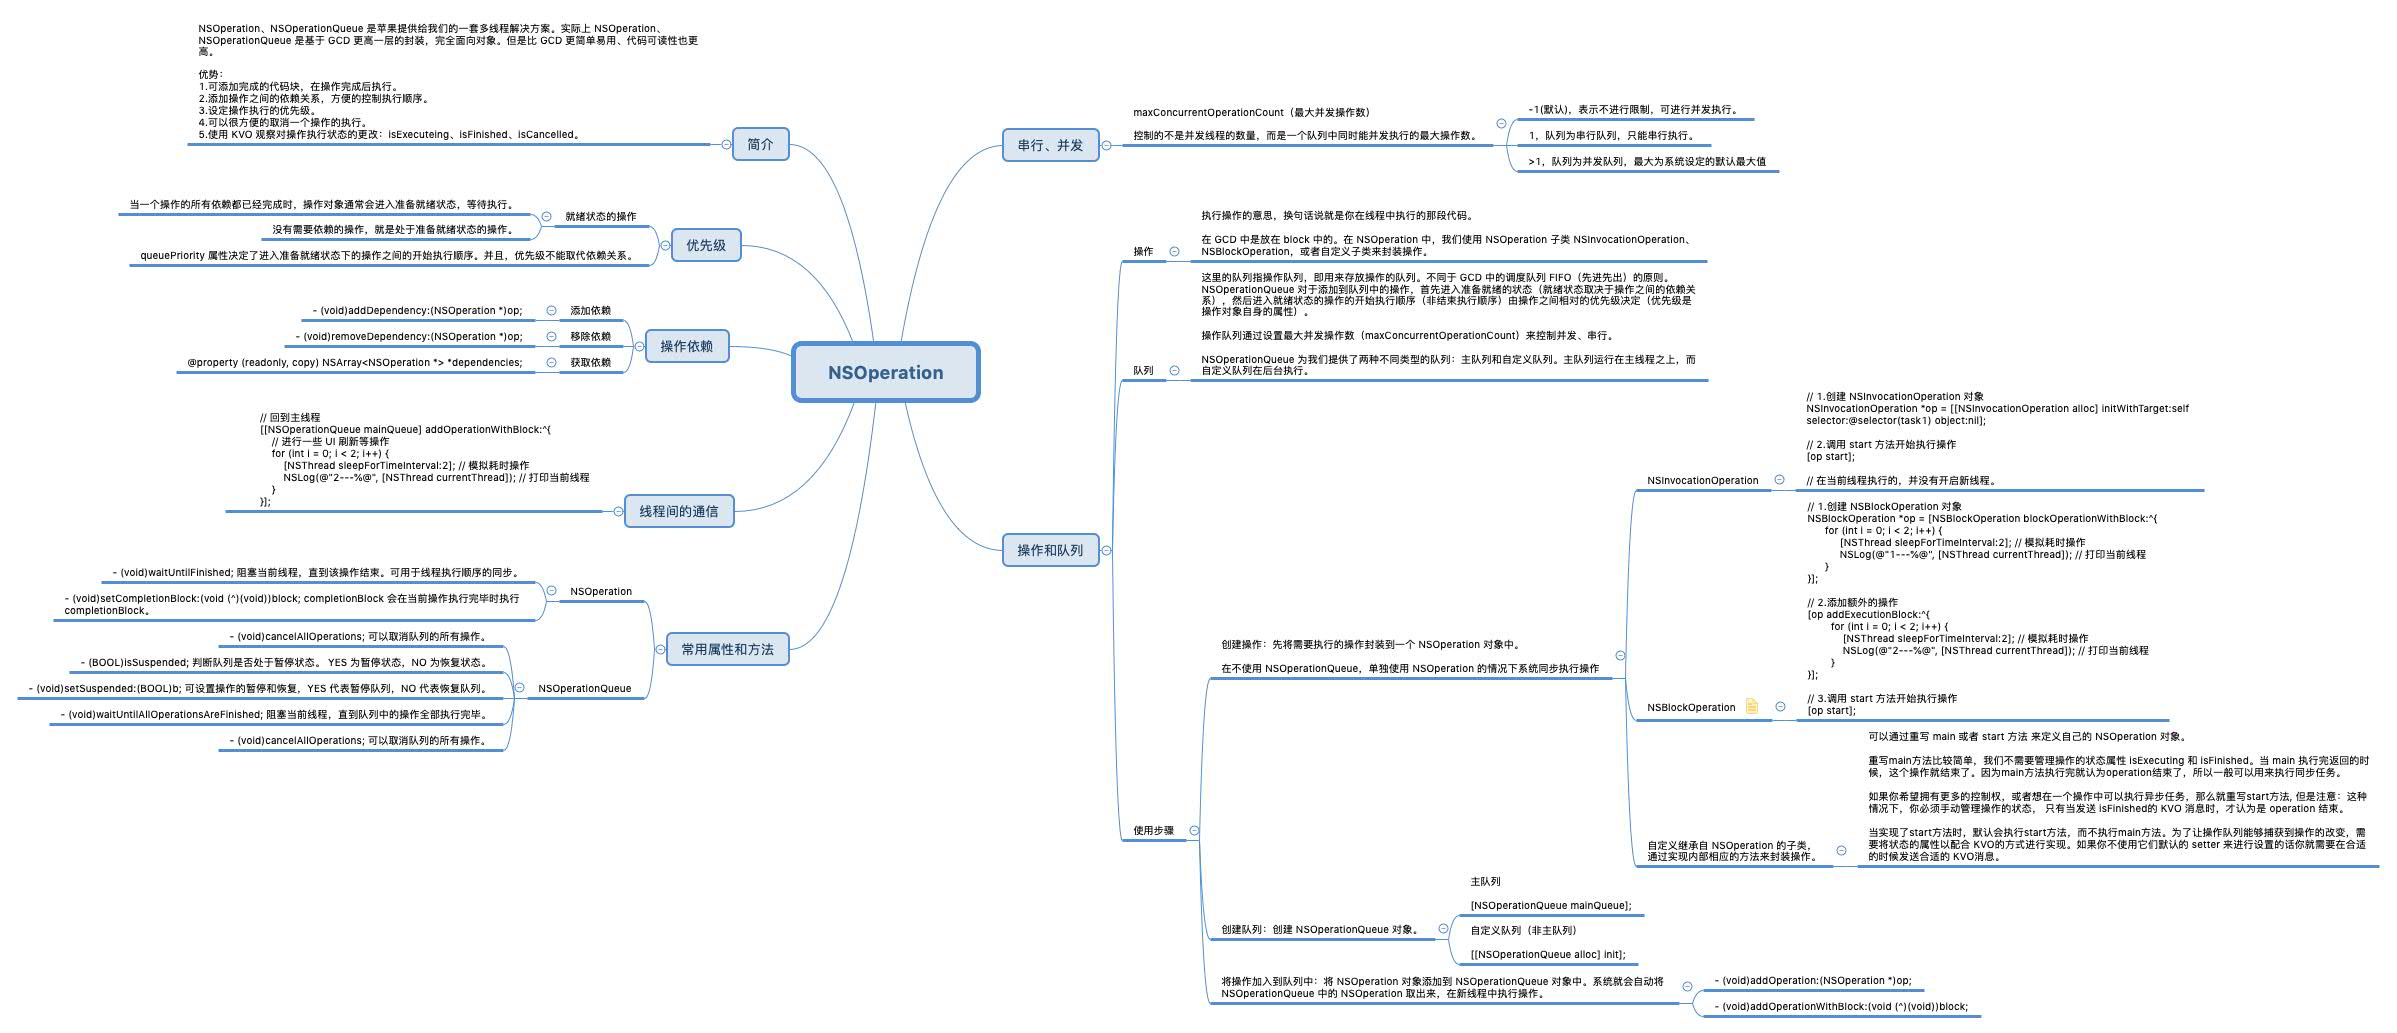 NSOperation
简介
NSOperation、NSOperationQueue 是苹果提供给我们的一套多线程解决方案。实际上 NSOperation、
NSOperationQueue 是基于 GCD 更高一层的封装，完全面向对象。但是比 GCD 更简单易用、代码可读性也更
高。
优势：
1.可添加完成的代码块，在操作完成后执行。
2.添加操作之间的依赖关系，方便的控制执行顺序。
3.设定操作执行的优先级。
4.可以很方便的取消一个操作的执行。
5.使用 KVO 观察对操作执行状态的更改：isExecuteing、isFinished、isCancelled。
优先级
就绪状态的操作
当一个操作的所有依赖都已经完成时，操作对象通常会进入准备就绪状态，等待执行。
没有需要依赖的操作，就是处于准备就绪状态的操作。
queuePriority 属性决定了进入准备就绪状态下的操作之间的开始执行顺序。并且，优先级不能取代依赖关系。
操作依赖
添加依赖
- (void)addDependency:(NSOperation *)op;
移除依赖
- (void)removeDependency:(NSOperation *)op;
获取依赖
@property (readonly, copy) NSArray<NSOperation *> *dependencies;
线程间的通信
// 回到主线程
[[NSOperationQueue mainQueue] addOperationWithBlock:^{
// 进行一些 UI 刷新等操作
for (int i = 0; i < 2; i++) {
[NSThread sleepForTimeInterval:2]; // 模拟耗时操作
NSLog(@"2---%@", [NSThread currentThread]); // 打印当前线程
}
}];
常用属性和方法
NSOperation
- (void)waitUntilFinished; 阻塞当前线程，直到该操作结束。可用于线程执行顺序的同步。
- (void)setCompletionBlock:(void (^)(void))block; completionBlock 会在当前操作执行完毕时执行
completionBlock。
NSOperationQueue
- (void)cancelAllOperations; 可以取消队列的所有操作。
- (BOOL)isSuspended; 判断队列是否处于暂停状态。 YES 为暂停状态，NO 为恢复状态。
- (void)setSuspended:(BOOL)b; 可设置操作的暂停和恢复，YES 代表暂停队列，NO 代表恢复队列。
- (void)waitUntilAllOperationsAreFinished; 阻塞当前线程，直到队列中的操作全部执行完毕。
- (void)cancelAllOperations; 可以取消队列的所有操作。
串行、并发
maxConcurrentOperationCount（最大并发操作数）
控制的不是并发线程的数量，而是一个队列中同时能并发执行的最大操作数。
-1(默认)，表示不进行限制，可进行并发执行。
1，队列为串行队列，只能串行执行。
>1，队列为并发队列，最大为系统设定的默认最大值
操作和队列
操作
执行操作的意思，换句话说就是你在线程中执行的那段代码。
在 GCD 中是放在 block 中的。在 NSOperation 中，我们使用 NSOperation 子类 NSInvocationOperation、
NSBlockOperation，或者自定义子类来封装操作。
队列
这里的队列指操作队列，即用来存放操作的队列。不同于 GCD 中的调度队列 FIFO（先进先出）的原则。
NSOperationQueue 对于添加到队列中的操作，首先进入准备就绪的状态（就绪状态取决于操作之间的依赖关
系），然后进入就绪状态的操作的开始执行顺序（非结束执行顺序）由操作之间相对的优先级决定（优先级是
操作对象自身的属性）。
操作队列通过设置最大并发操作数（maxConcurrentOperationCount）来控制并发、串行。
NSOperationQueue 为我们提供了两种不同类型的队列：主队列和自定义队列。主队列运行在主线程之上，而
自定义队列在后台执行。
使用步骤
创建操作：先将需要执行的操作封装到一个 NSOperation 对象中。
在不使用 NSOperationQueue，单独使用 NSOperation 的情况下系统同步执行操作
NSInvocationOperation
// 1.创建 NSInvocationOperation 对象
NSInvocationOperation *op = [[NSInvocationOperation alloc] initWithTarget:self
selector:@selector(task1) object:nil];
// 2.调用 start 方法开始执行操作
[op start];
// 在当前线程执行的，并没有开启新线程。
NSBlockOperation
// 1.创建 NSBlockOperation 对象
NSBlockOperation *op = [NSBlockOperation blockOperationWithBlock:^{
for (int i = 0; i < 2; i++) {
[NSThread sleepForTimeInterval:2]; // 模拟耗时操作
NSLog(@"1---%@", [NSThread currentThread]); // 打印当前线程
}
}];
// 2.添加额外的操作
[op addExecutionBlock:^{
for (int i = 0; i < 2; i++) {
[NSThread sleepForTimeInterval:2]; // 模拟耗时操作
NSLog(@"2---%@", [NSThread currentThread]); // 打印当前线程
}
}];
// 3.调用 start 方法开始执行操作
[op start];
自定义继承自 NSOperation 的子类，
通过实现内部相应的方法来封装操作。
可以通过重写 main 或者 start 方法 来定义自己的 NSOperation 对象。
重写main方法比较简单，我们不需要管理操作的状态属性 isExecuting 和 isFinished。当 main 执行完返回的时
候，这个操作就结束了。因为main方法执行完就认为operation结束了，所以一般可以用来执行同步任务。
如果你希望拥有更多的控制权，或者想在一个操作中可以执行异步任务，那么就重写start方法, 但是注意：这种
情况下，你必须手动管理操作的状态， 只有当发送 isFinished的 KVO 消息时，才认为是 operation 结束。
当实现了start方法时，默认会执行start方法，而不执行main方法。为了让操作队列能够捕获到操作的改变，需
要将状态的属性以配合 KVO的方式进行实现。如果你不使用它们默认的 setter 来进行设置的话你就需要在合适
的时候发送合适的 KVO消息。
创建队列：创建 NSOperationQueue 对象。
主队列
[NSOperationQueue mainQueue];
自定义队列（非主队列）
[[NSOperationQueue alloc] init];
将操作加入到队列中：将 NSOperation 对象添加到 NSOperationQueue 对象中。系统就会自动将
NSOperationQueue 中的 NSOperation 取出来，在新线程中执行操作。
- (void)addOperation:(NSOperation *)op;
- (void)addOperationWithBlock:(void (^)(void))block;